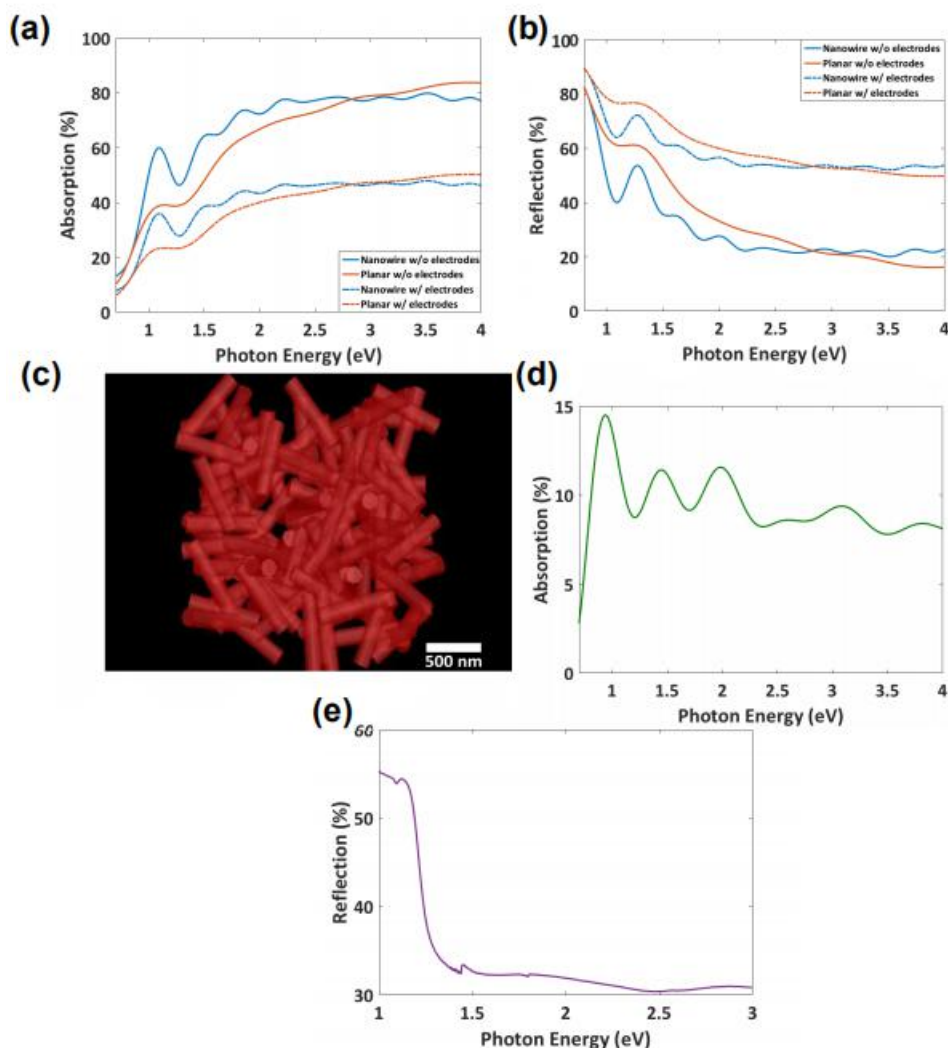 (a)
100
80
60
40
20
0
Absorption (%)
1 1.5 2 2.5 3 3.5 4
Photon Energy (eV)
Nanowire w/o electrodes
Planar w/o electrodes
Nanowire w/ electrodes
Planar w/ electrodes
(b)
100
80
60
40
20
0
Reflection (%)
1 1.5 2 2.5 3 3.5 4
Photon Energy (eV)
Nanowire w/o electrodes
Planar w/o electrodes
Nanowire w/ electrodes
Planar w/ electrodes
(c)
500 nm
(d)
15
10
5
0
Absorption (%)
1 1.5 2 2.5 3 3.5 4
Photon Energy (eV)
(e)
60
50
40
30
Reflection (%)
1 1.5 2 2.5 3
Photon Energy (eV)